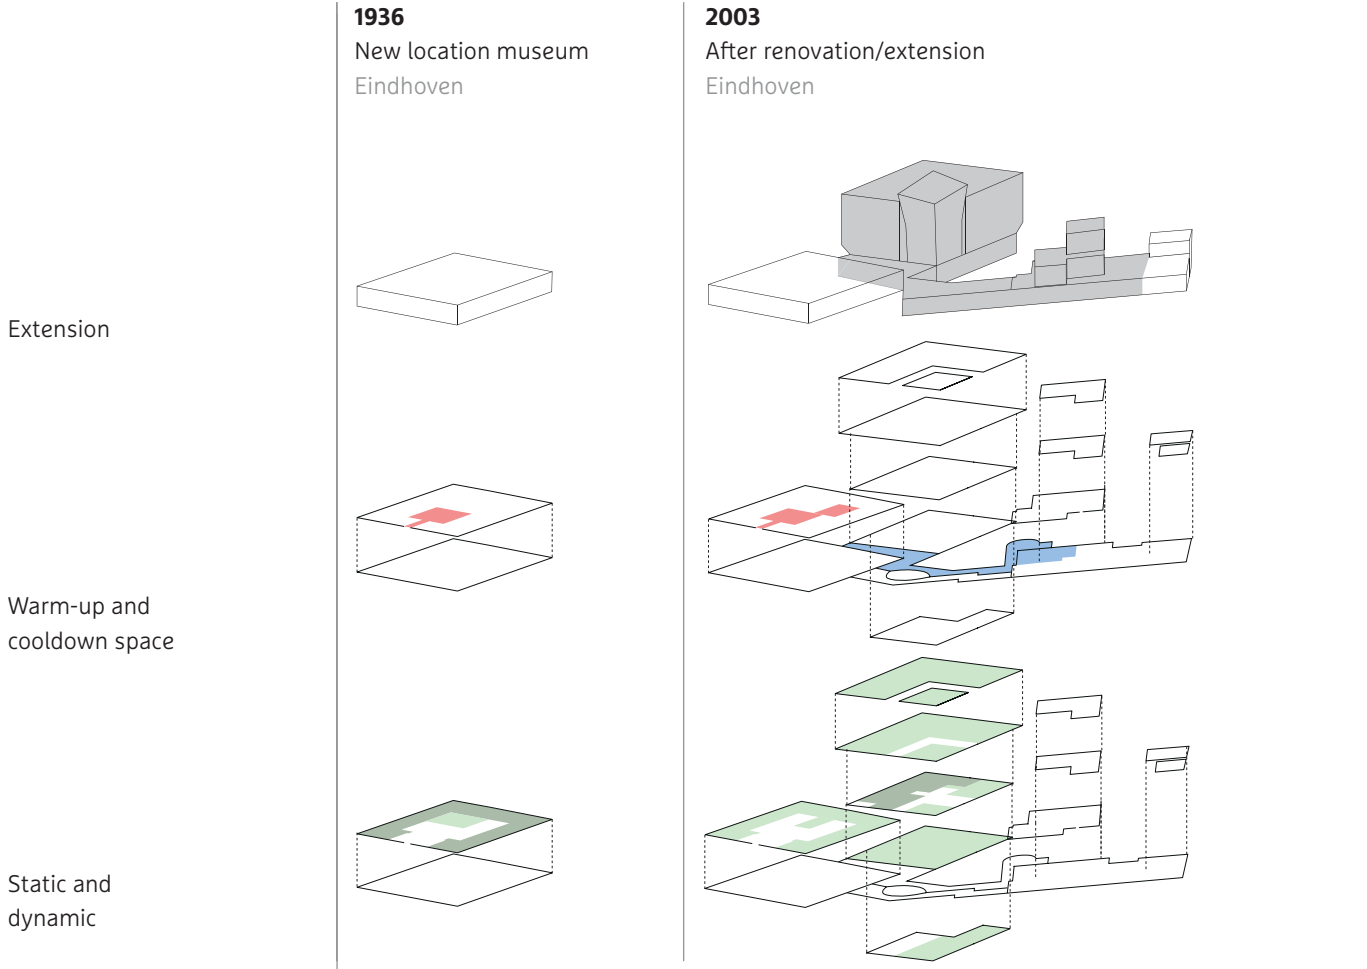 1936
New location museum
Eindhoven
2003
After renovation/extension
Eindhoven
Extension
Warm-up and
cooldown space
Static and
dynamic